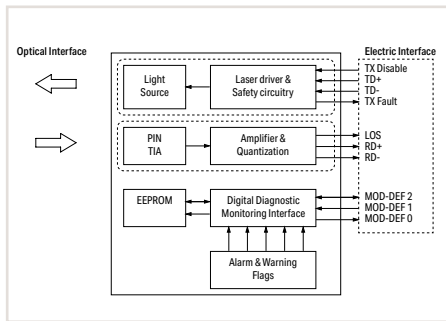 Optical Interface
Electric Interface
Light
Source
Laser driver &
Safety circuitry
TX Disable
TD+
TD-
TX Fault
PIN
TIA
Amplifier &
Quantization
LOS
RD+
RD-
EEPROM
Digital Diagnostic
Monitoring Interface
MOD-DEF 2
MOD-DEF 1
MOD-DEF 0
Alarm & Warning
Flags